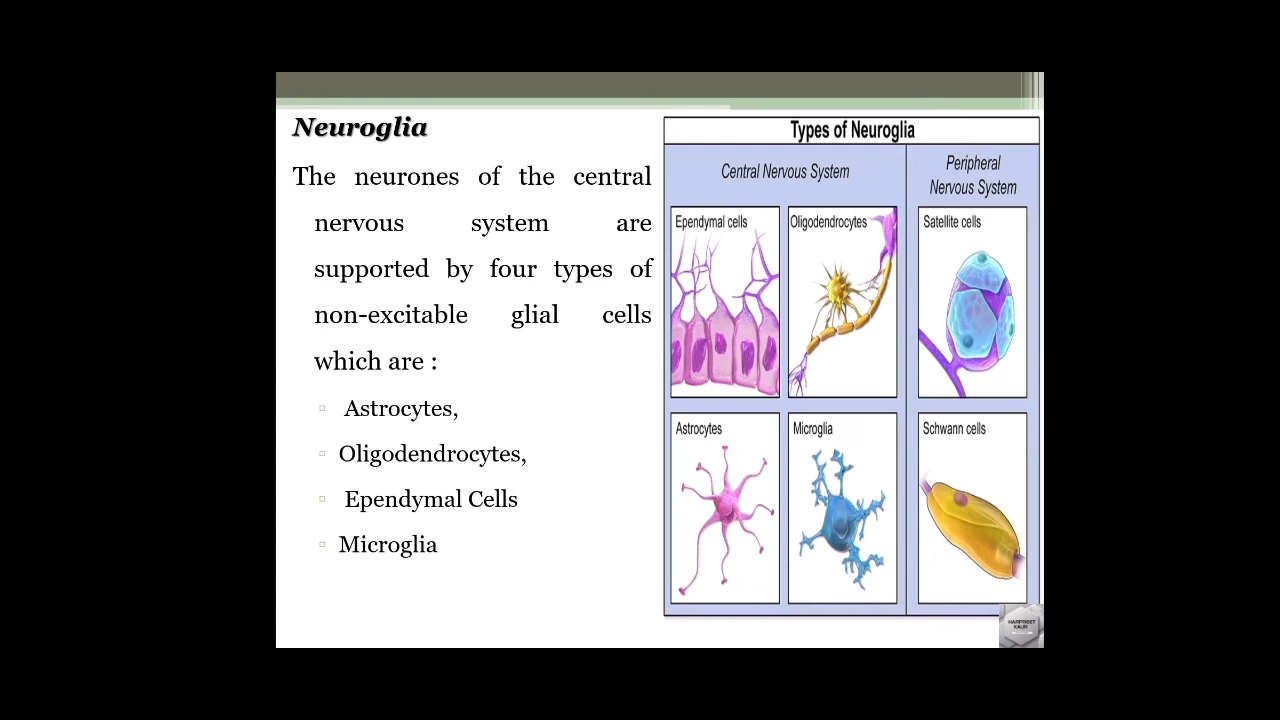 Neuroglia
The neurones of the central
nervous system are
supported by four types of
non-excitable glial cells
which are :
Astrocytes,
Oligodendrocytes,
Ependymal Cells
Microglia
Types of Neuroglia
Central Nervous System
Peripheral
Nervous System
Ependymal cells
Oligodendrocytes
Satellite cells
Astrocytes
Microglia
Schwann cells
HARPREET
KAUR